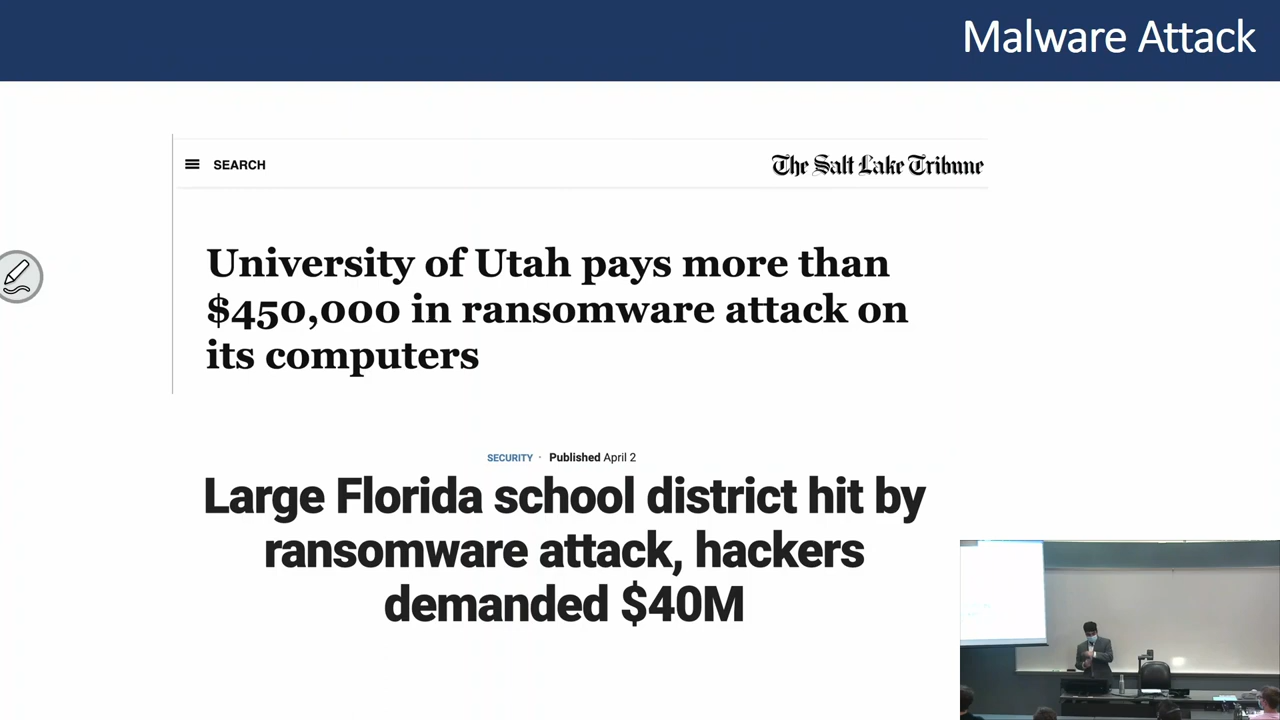 Malware Attack
SEARCH
The Salt Lake Tribune
University of Utah pays more than
$450,000 in ransomware attack on
its computers
SECURITY · Published April 2
Large Florida school district hit by
ransomware attack, hackers
demanded $40M